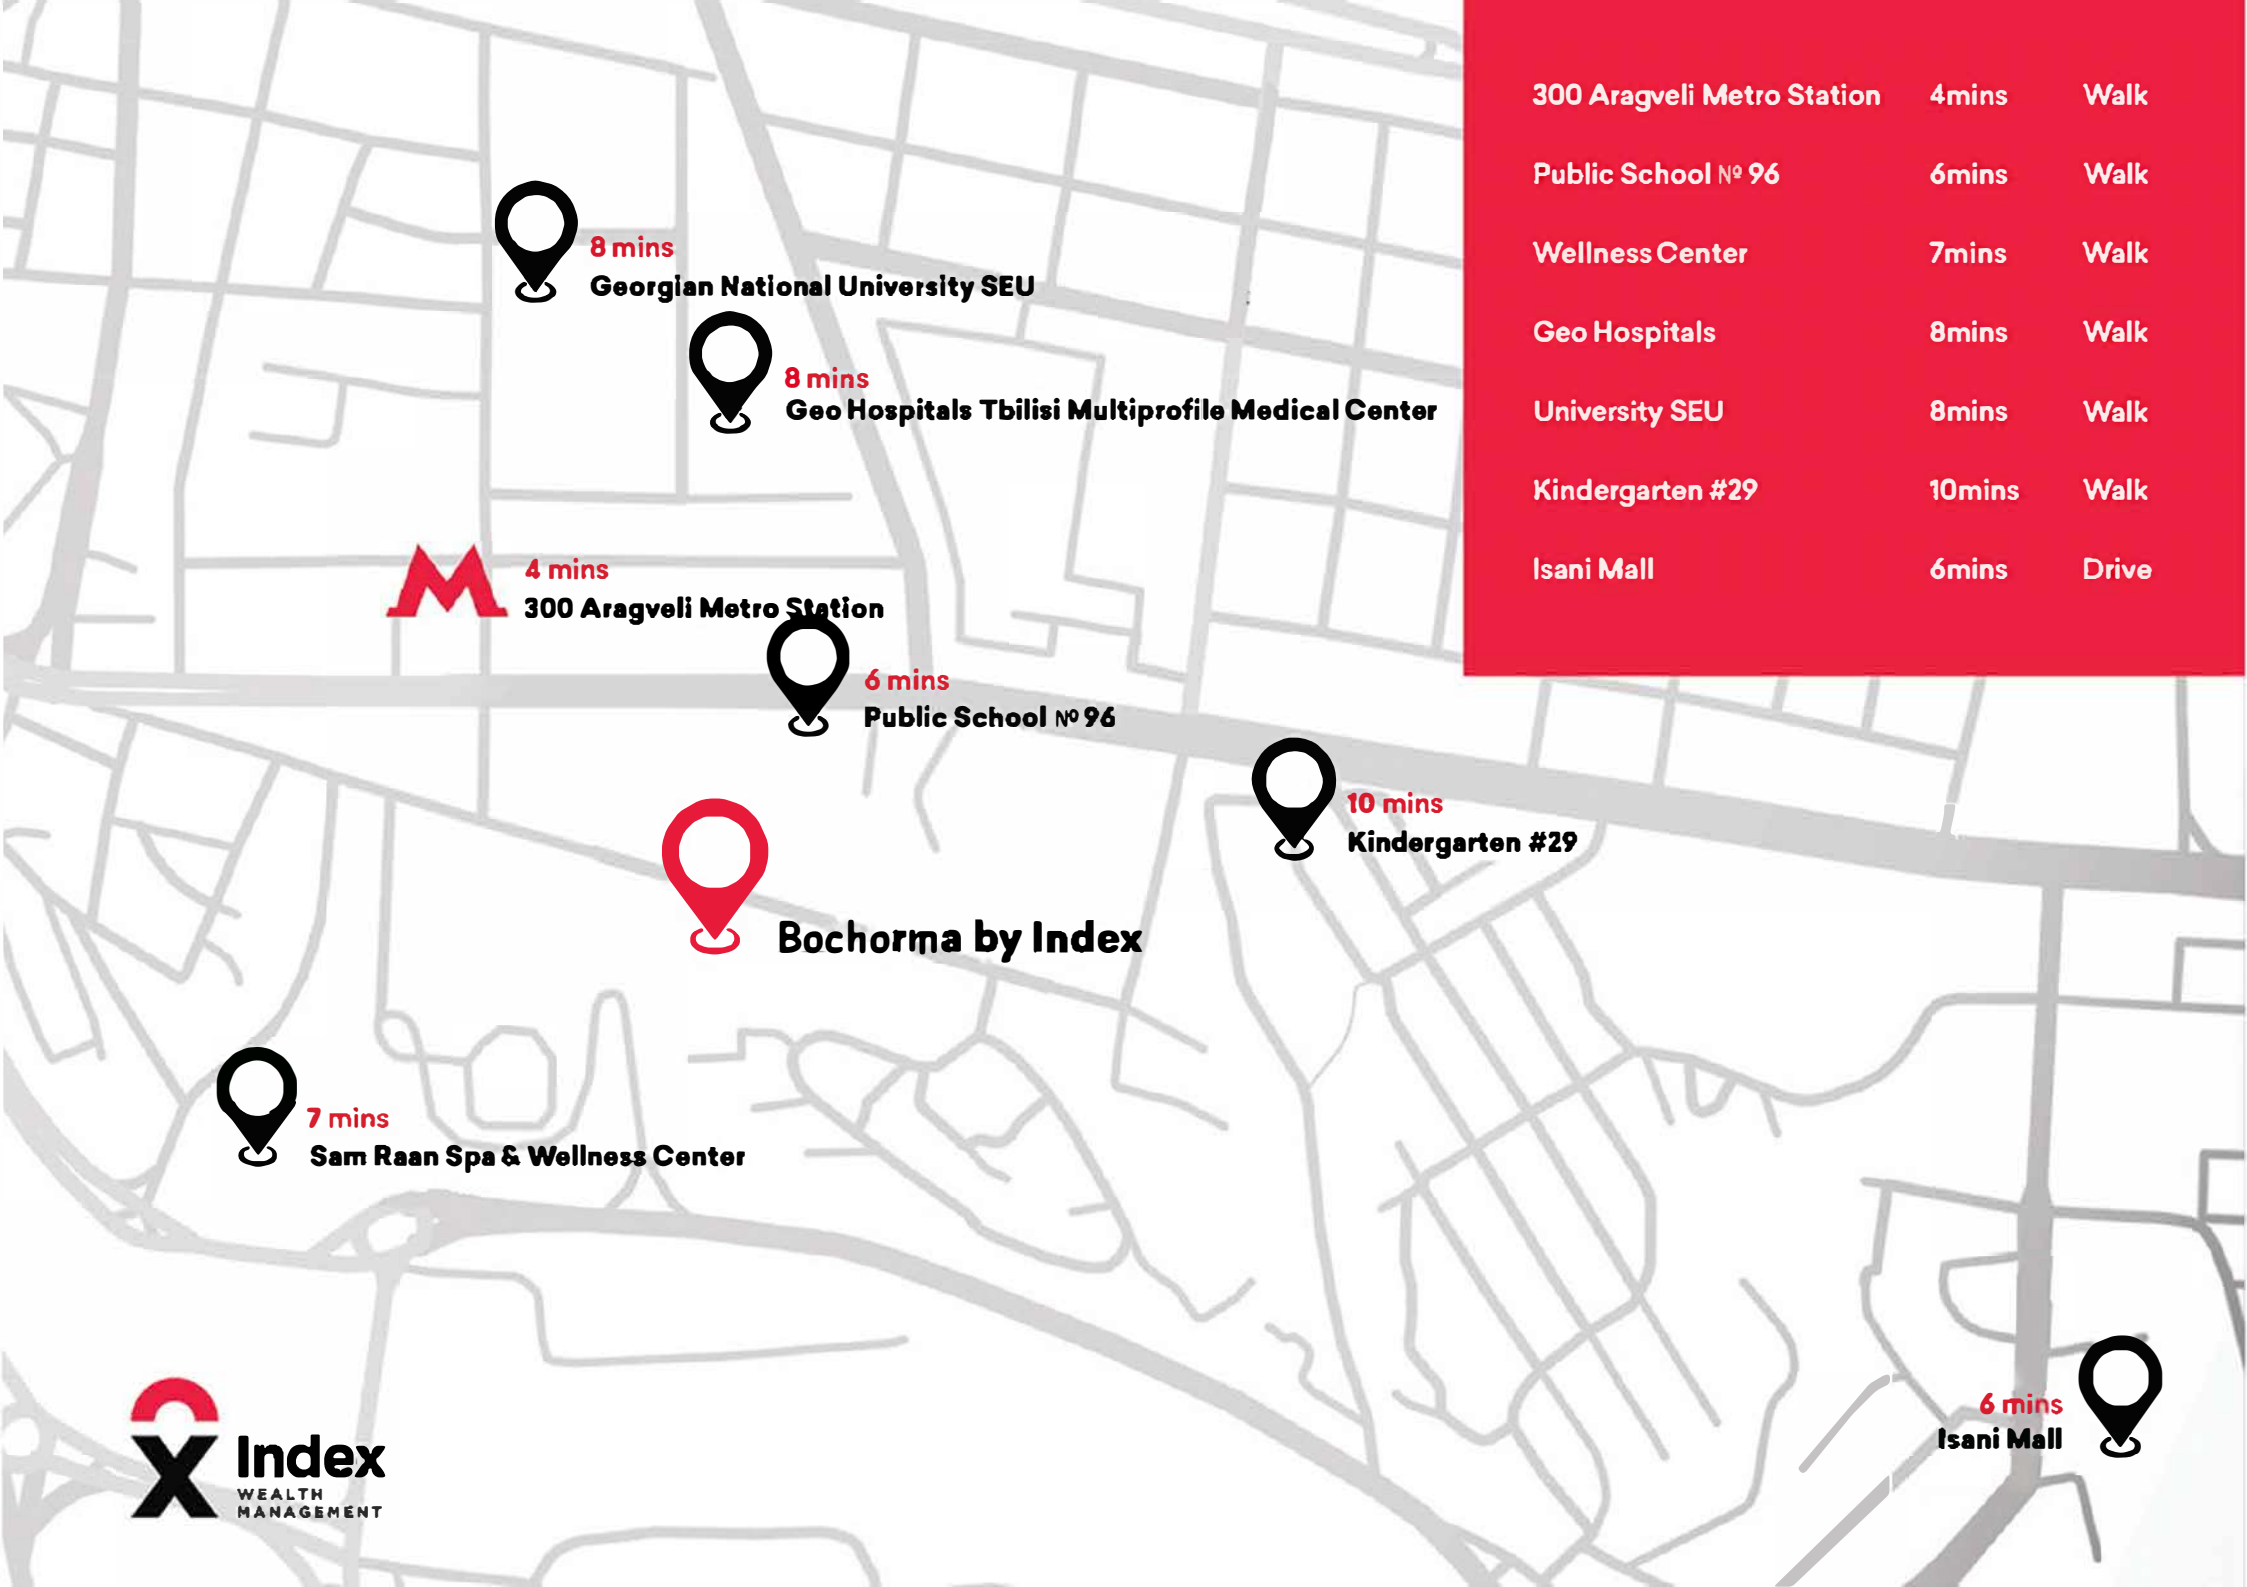 300 Aragveli Metro Station 4mins Walk
Public School № 96 6mins Walk
Wellness Center 7mins Walk
Geo Hospitals 8mins Walk
University SEU 8mins Walk
Kindergarten #29 10mins Walk
Isani Mall 6mins Drive
8 mins
Georgian National University SEU
8 mins
Geo Hospitals Tbilisi Multiprofile Medical Center
4 mins
300 Aragveli Metro Station
6 mins
Public School № 96
10 mins
Kindergarten #29
Bochorma by Index
7 mins
Sam Raan Spa & Wellness Center
6 mins
Isani Mall
Index
WEALTH
MANAGEMENT